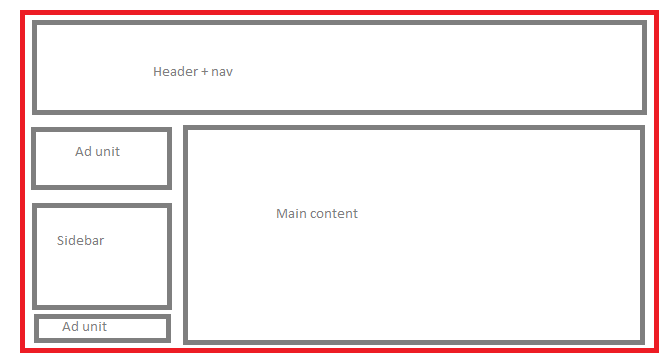 Header + nav
Ad unit
Sidebar
Ad unit
Main content